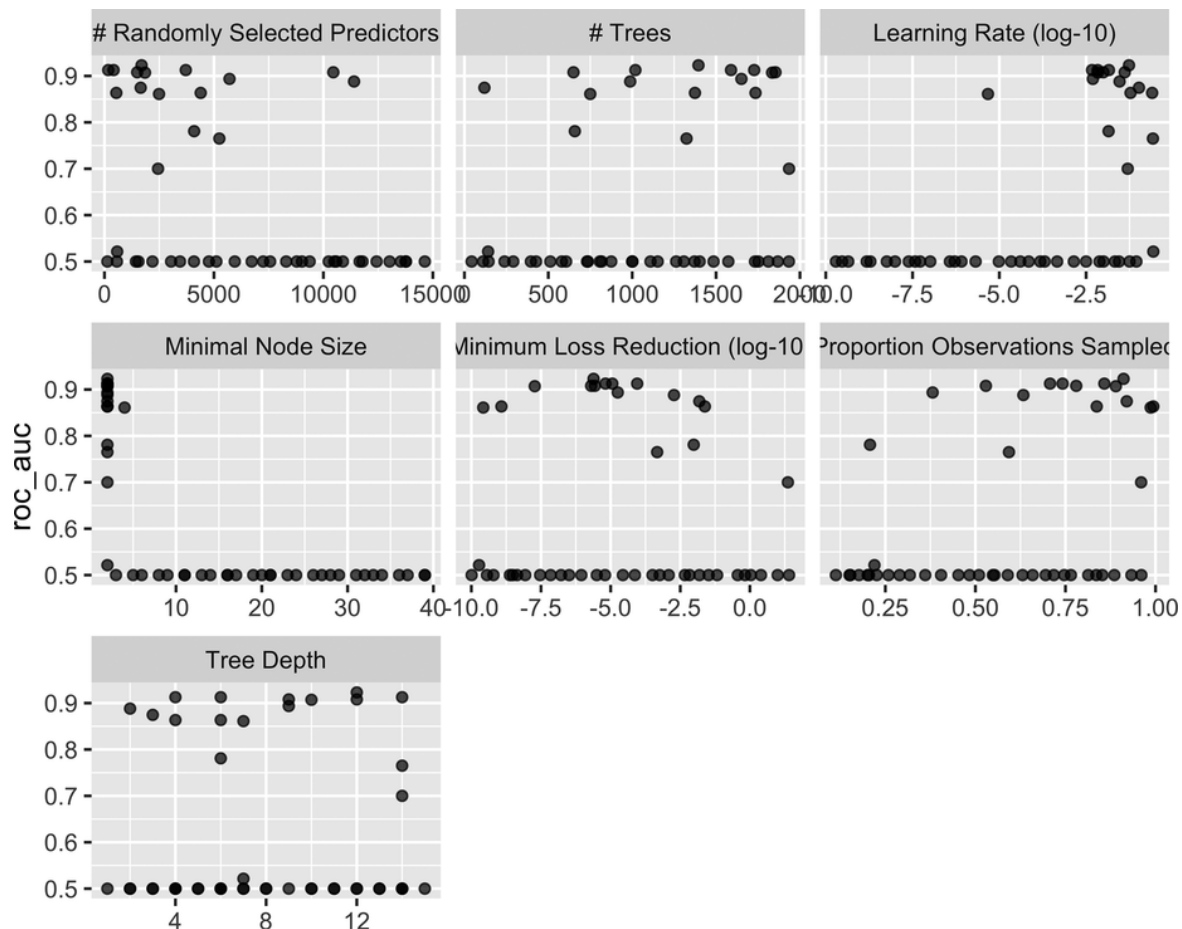 # Randomly Selected Predictors
# Trees
Learning Rate (log-10)
0.9
0.8
0.7
0.6
0.5
0 5000 10000 15000
0 500 1000 1500 2000
-10.0 -7.5 -5.0 -2.5
Minimal Node Size
Minimum Loss Reduction (log-10
Proportion Observations Sampled
roc_auc
0.9
0.8
0.7
0.6
0.5
10 20 30 40
-10.0 -7.5 -5.0 -2.5 0.0
0.25 0.50 0.75 1.00
Tree Depth
0.9
0.8
0.7
0.6
0.5
4 8 12